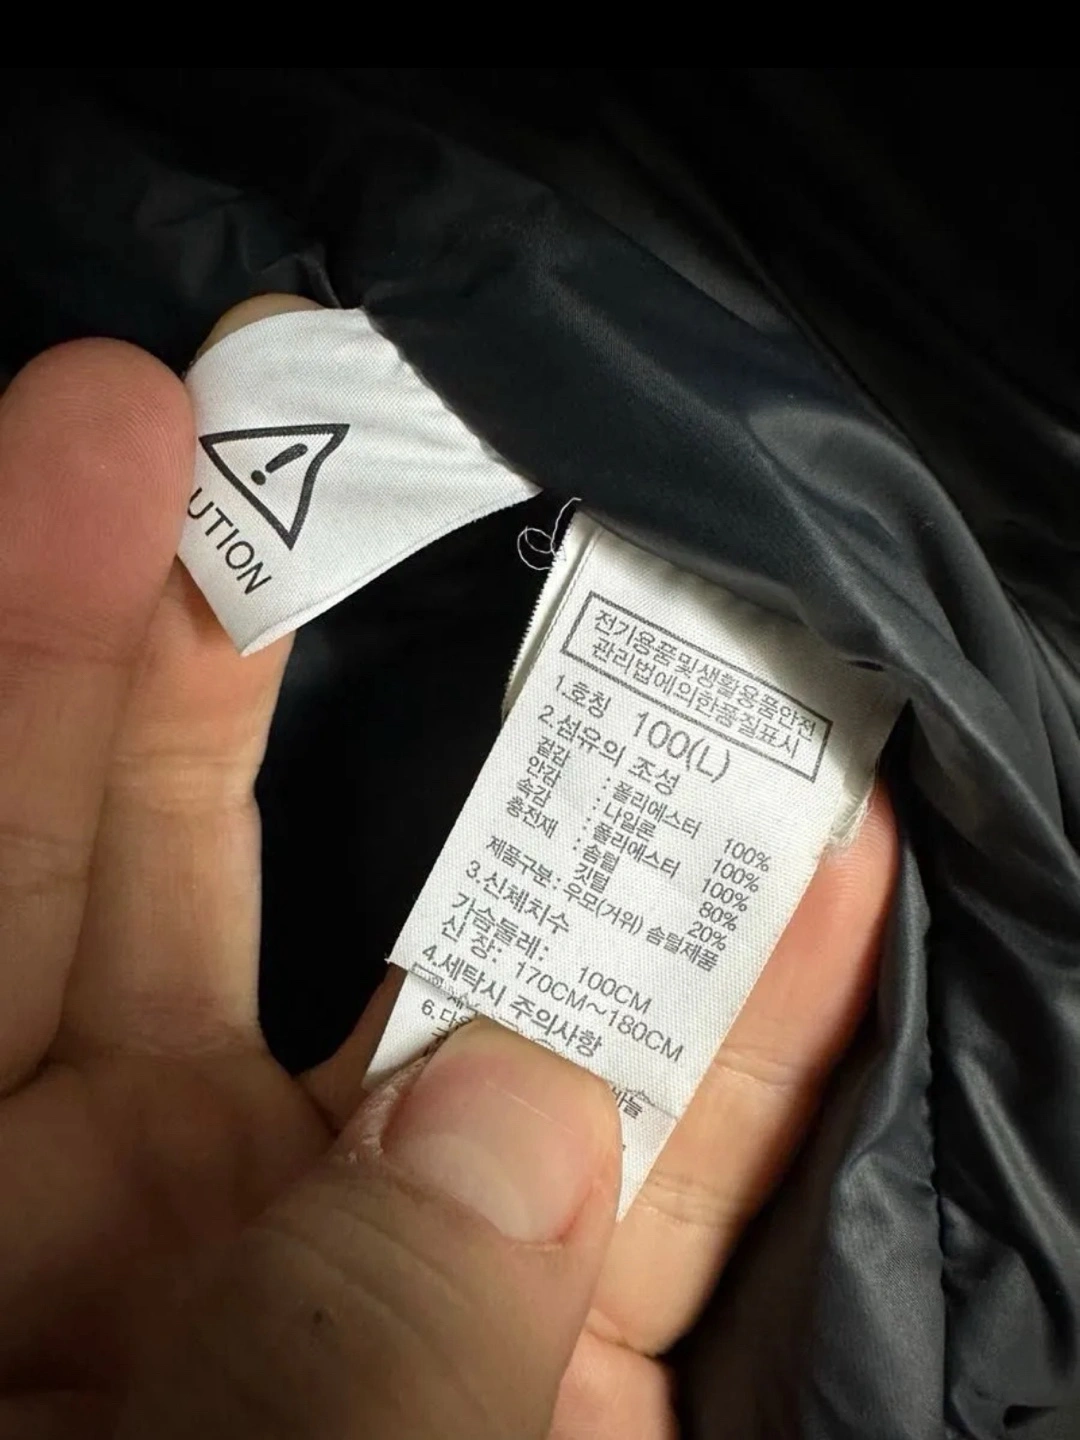 UTION
전기용품및생활용품안전
관리법에의한품질표시
1.호칭 100(L)
2.섬유의 조성
겉감 : 폴리에스터 100%
안감 : 나일론 100%
속감 : 폴리에스터 100%
충전재 : 솜털 80%
깃털 20%
제품구분: 우모(거위) 솜털제품
3.신체치수
가슴둘레: 100CM
신 장: 170CM~180CM
4.세탁시 주의사항
6.다
바늘